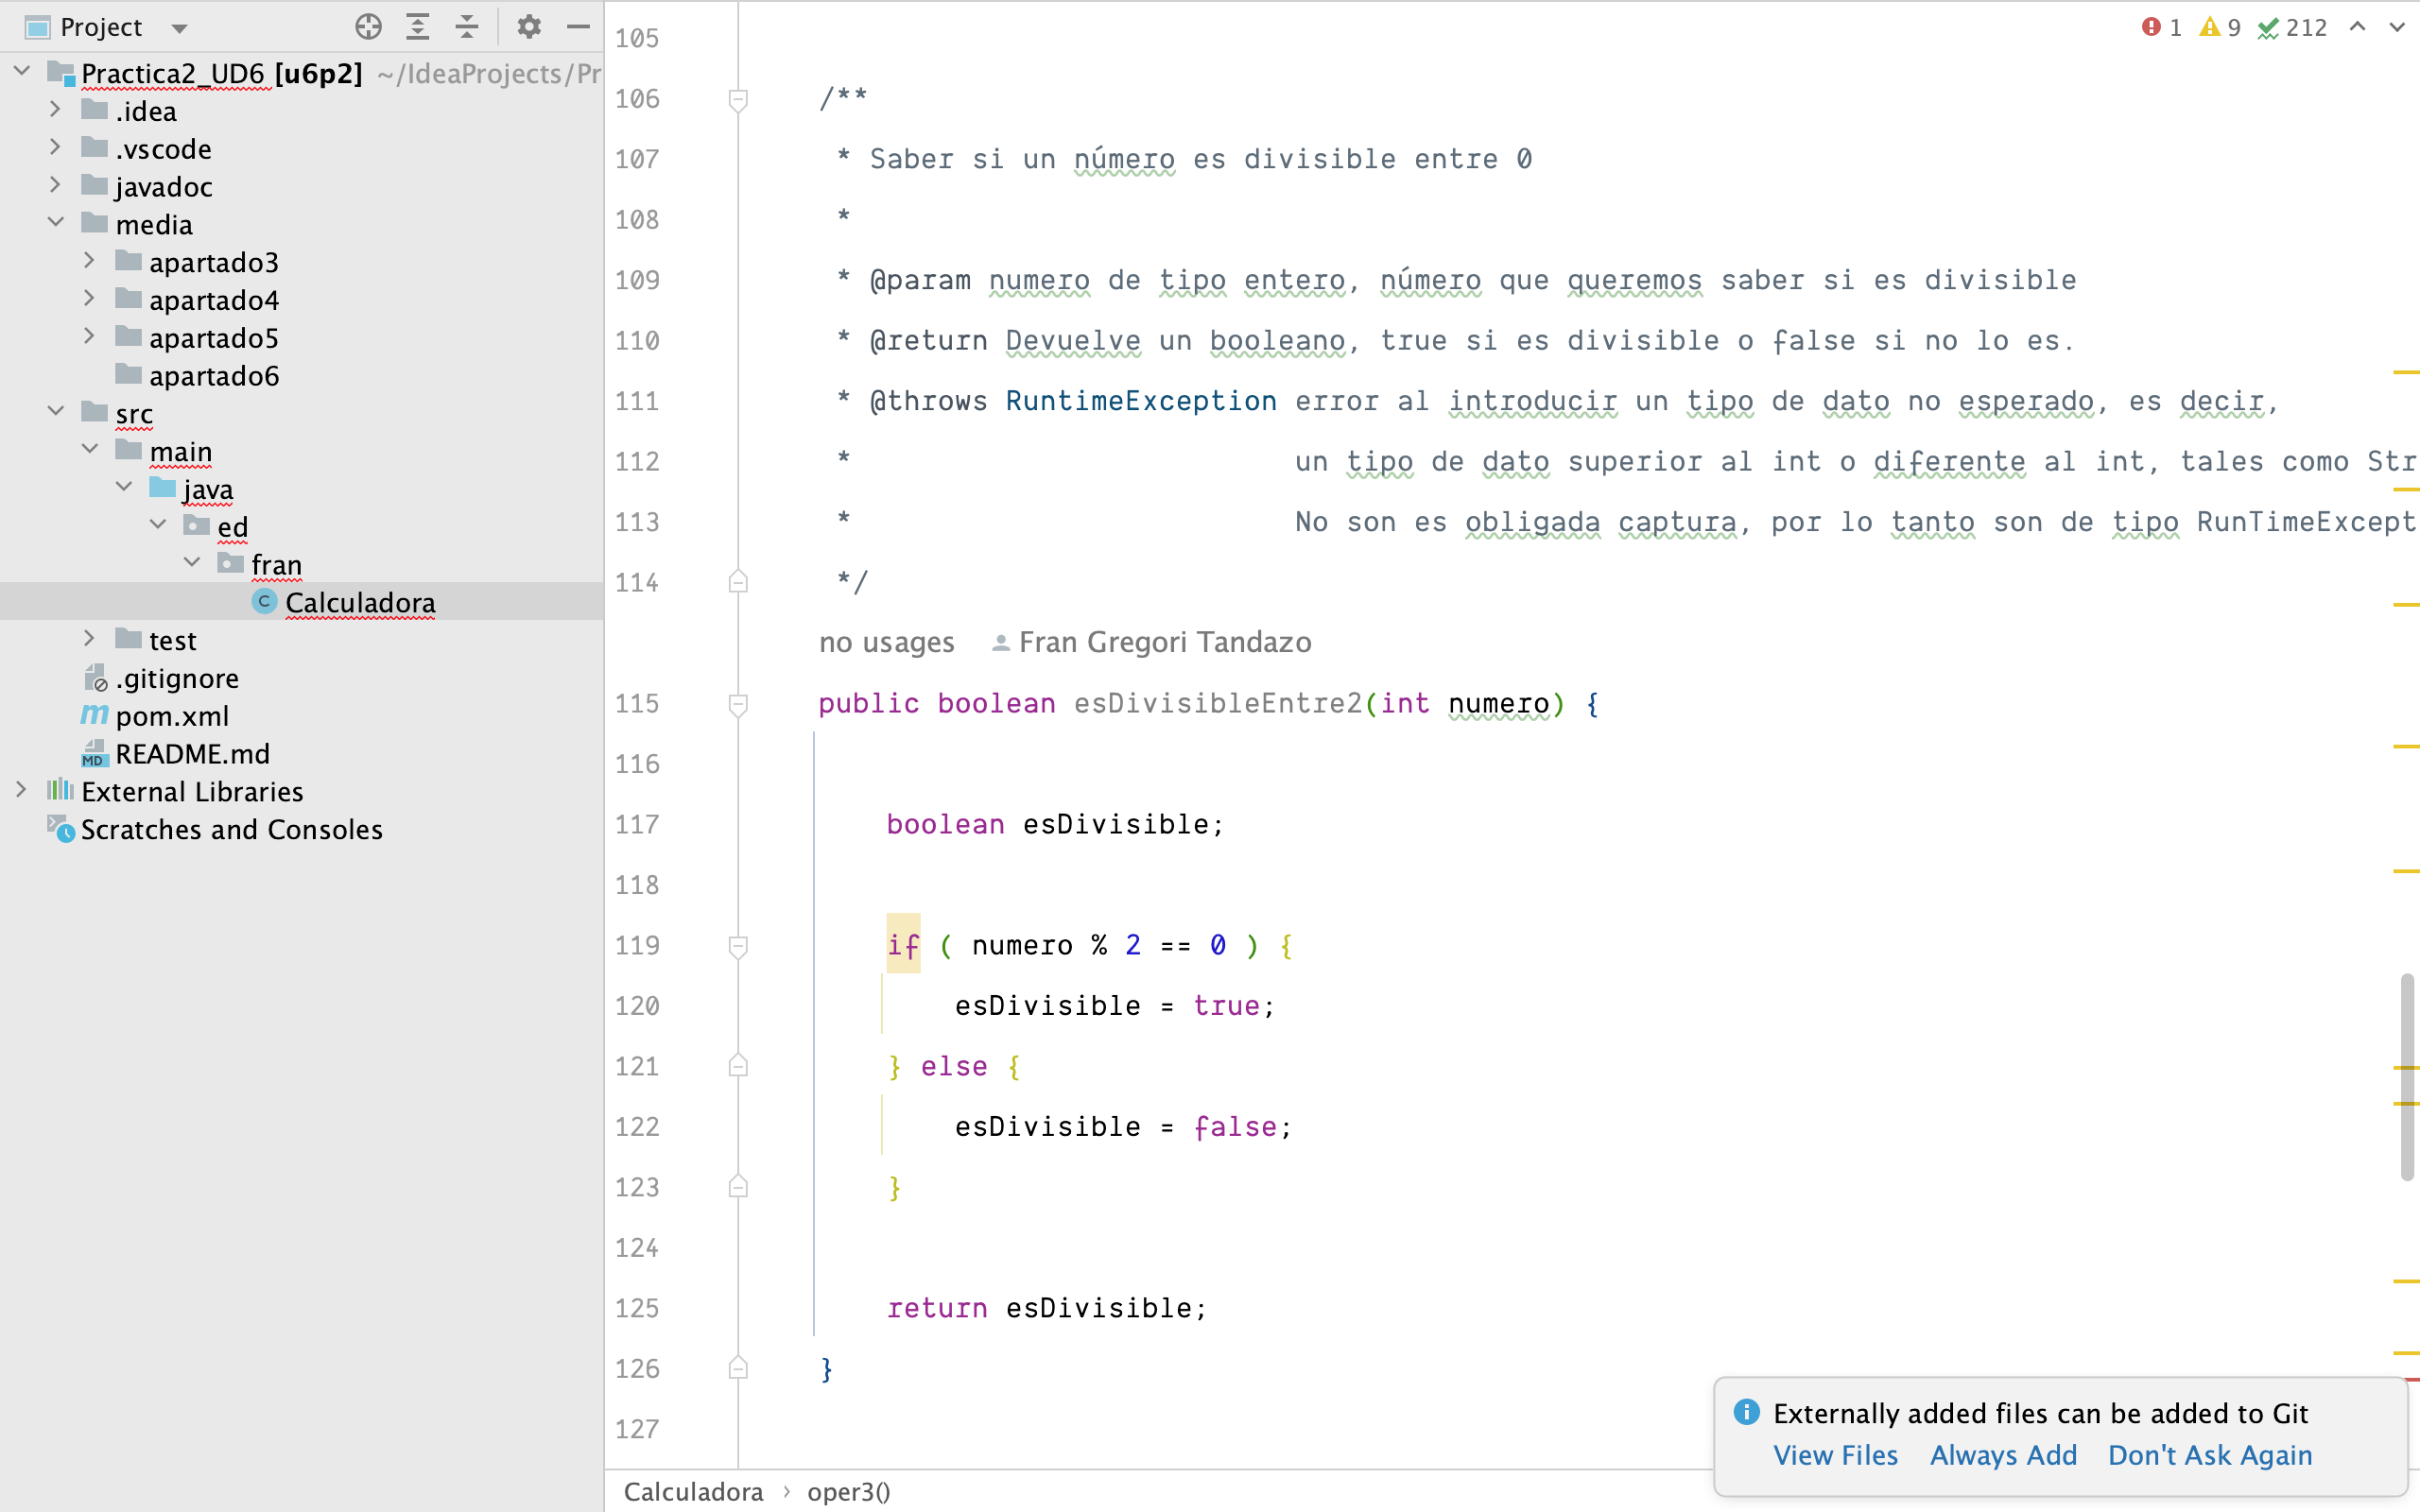 Project
Practica2_UD6 [u6p2] ~/IdeaProjects/Pr
.idea
.vscode
javadoc
media
apartado3
apartado4
apartado5
apartado6
src
main
java
ed
fran
C Calculadora
test
.gitignore
m pom.xml
MD README.md
External Libraries
Scratches and Consoles
1 9 212
105
106 /**
107 * Saber si un número es divisible entre 0
108 *
109 * @param numero de tipo entero, número que queremos saber si es divisible
110 * @return Devuelve un booleano, true si es divisible o false si no lo es.
111 * @throws RuntimeException error al introducir un tipo de dato no esperado, es decir,
112 * un tipo de dato superior al int o diferente al int, tales como Str
113 * No son es obligada captura, por lo tanto son de tipo RunTimeExcept
114 */
no usages Fran Gregori Tandazo
115 public boolean esDivisibleEntre2(int numero) {
116
117 boolean esDivisible;
118
119 if ( numero % 2 == 0 ) {
120 esDivisible = true;
121 } else {
122 esDivisible = false;
123 }
124
125 return esDivisible;
126 }
127
Externally added files can be added to Git
View Files Always Add Don't Ask Again
Calculadora › oper3()